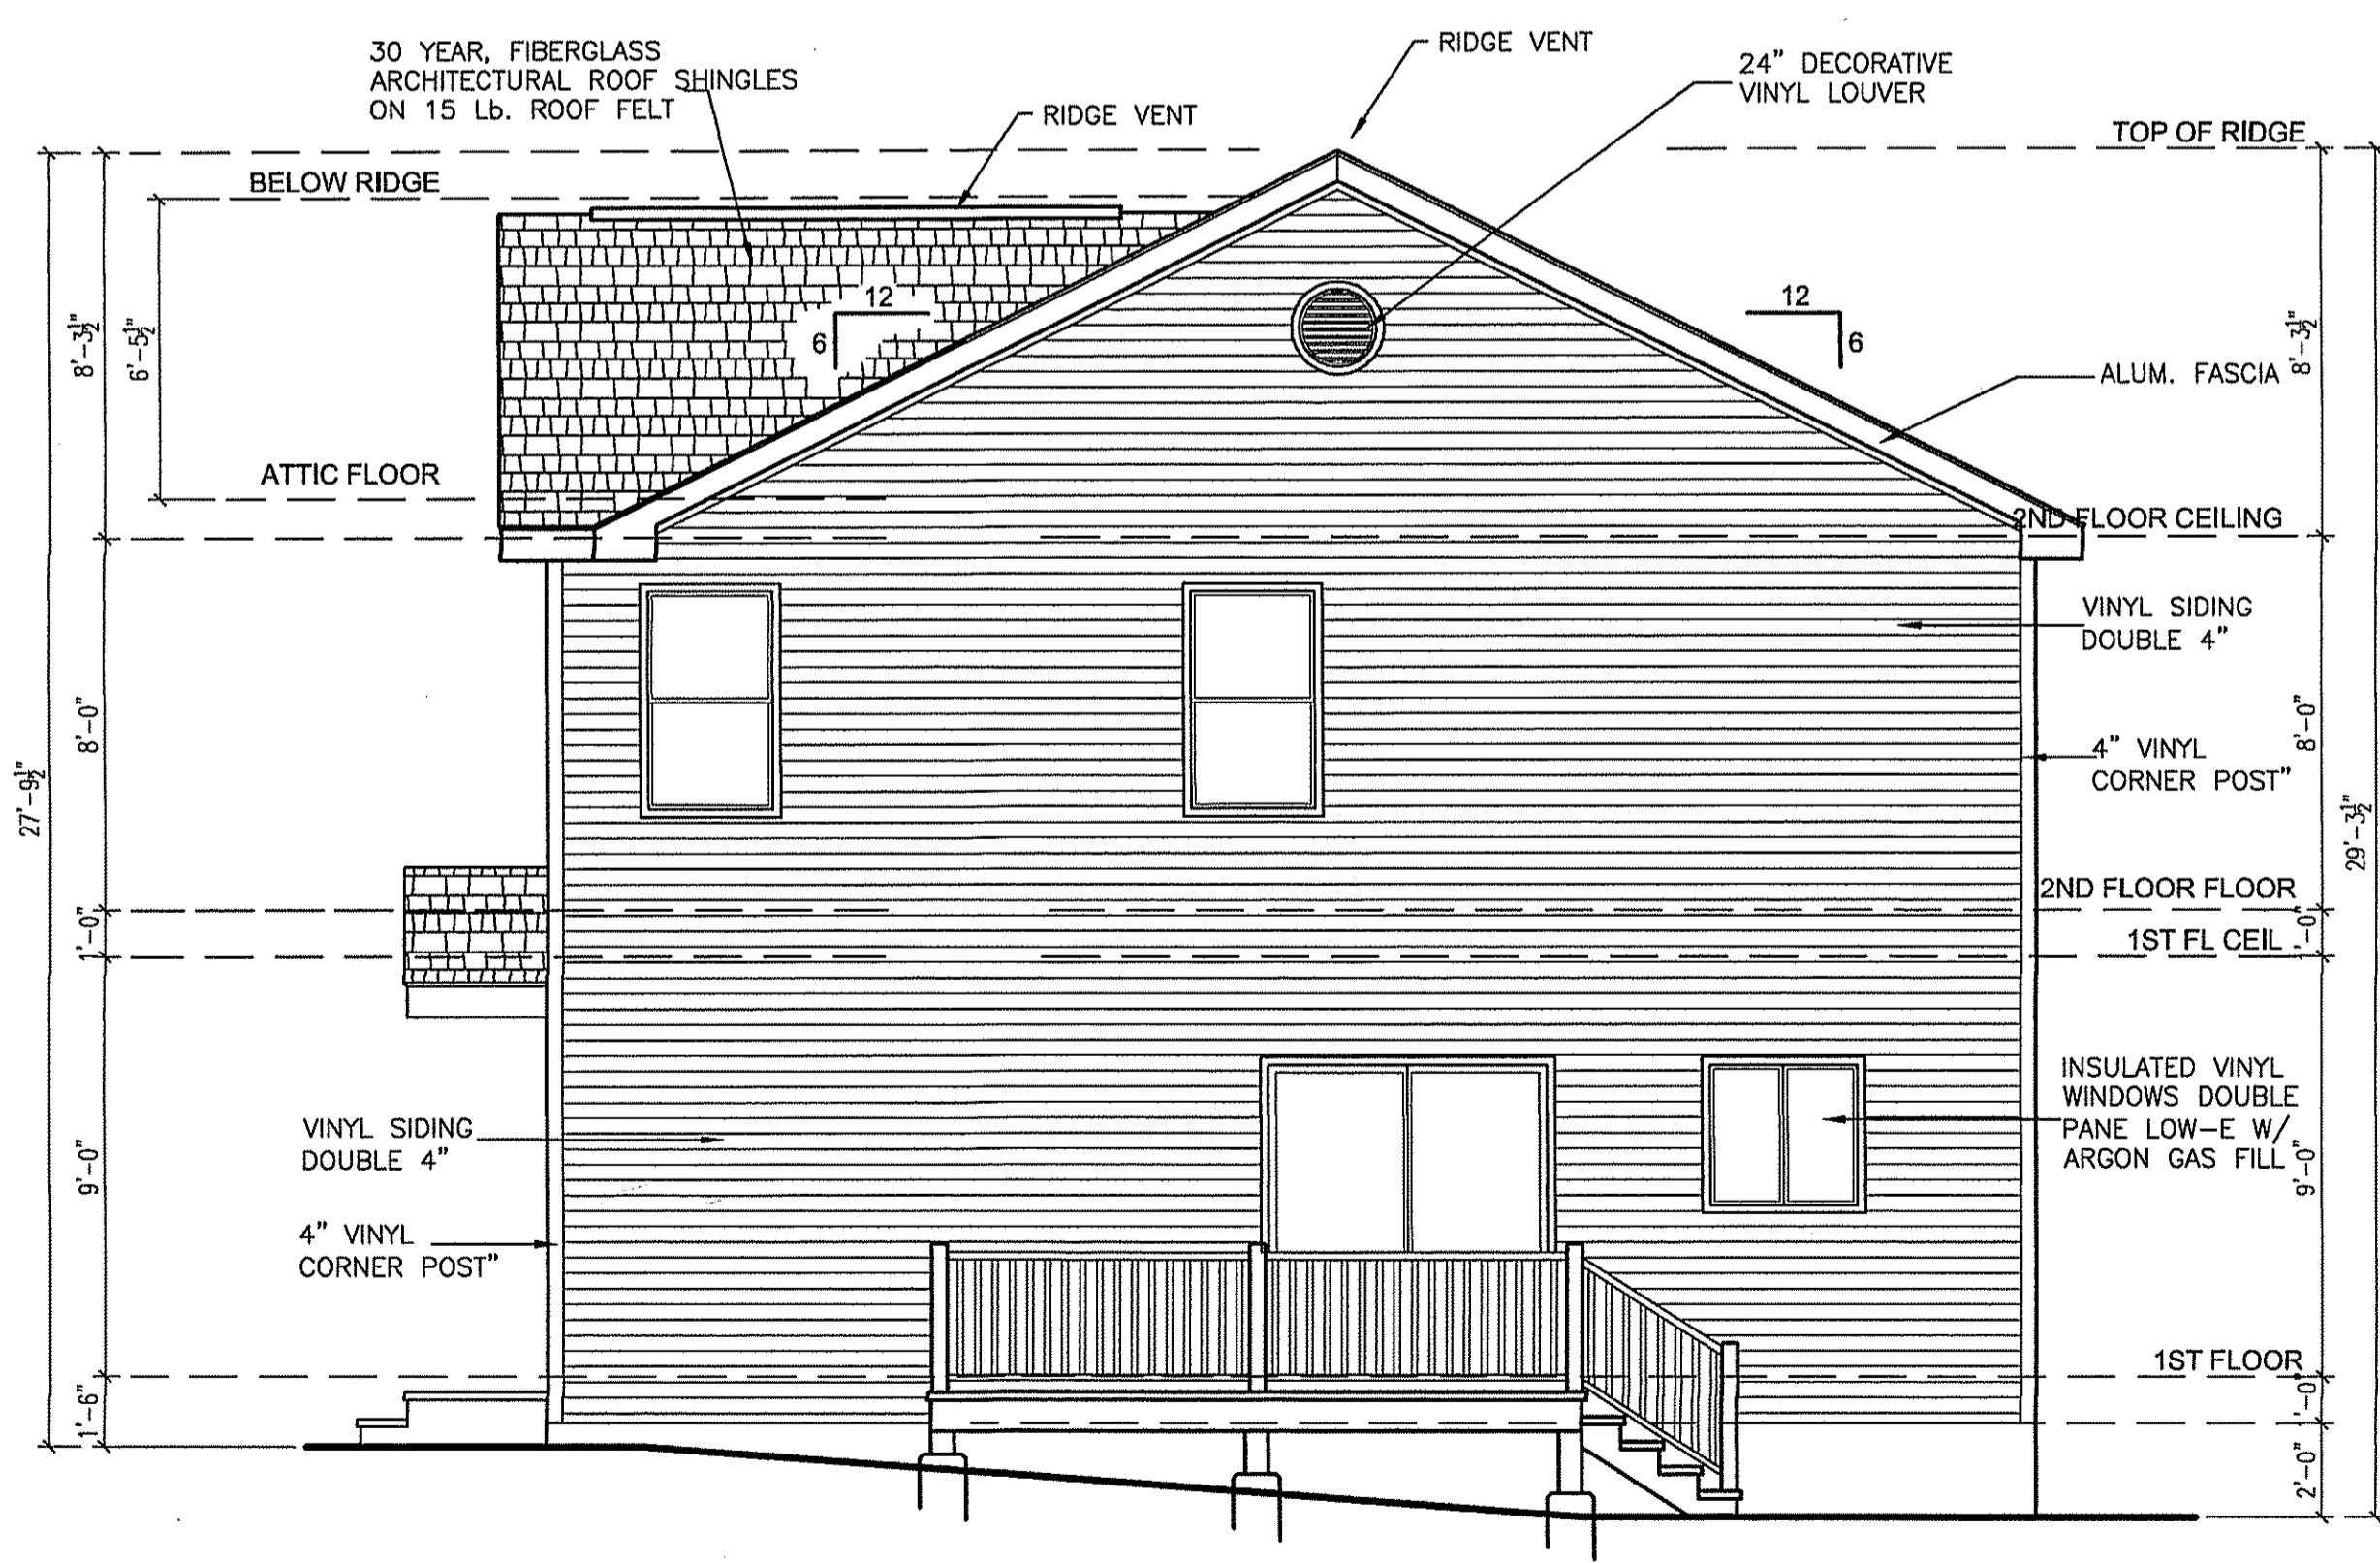 30 YEAR, FIBERGLASS
ARCHITECTURAL ROOF SHINGLES
ON 15 Lb. ROOF FELT
RIDGE VENT
RIDGE VENT
24" DECORATIVE
VINYL LOUVER
TOP OF RIDGE
BELOW RIDGE
12
6
12
6
8'-3½"
6'-5½"
8'-3½"
ALUM. FASCIA
ATTIC FLOOR
2ND FLOOR CEILING
VINYL SIDING
DOUBLE 4"
8'-0"
8'-0"
4" VINYL
CORNER POST"
27'-9½"
29'-3½"
2ND FLOOR FLOOR
1'-0"
1'-0"
1ST FL CEIL
INSULATED VINYL
WINDOWS DOUBLE
PANE LOW-E W/
ARGON GAS FILL
VINYL SIDING
DOUBLE 4"
9'-0"
9'-0"
4" VINYL
CORNER POST"
1ST FLOOR
1'-6"
1'-0"
2'-0"